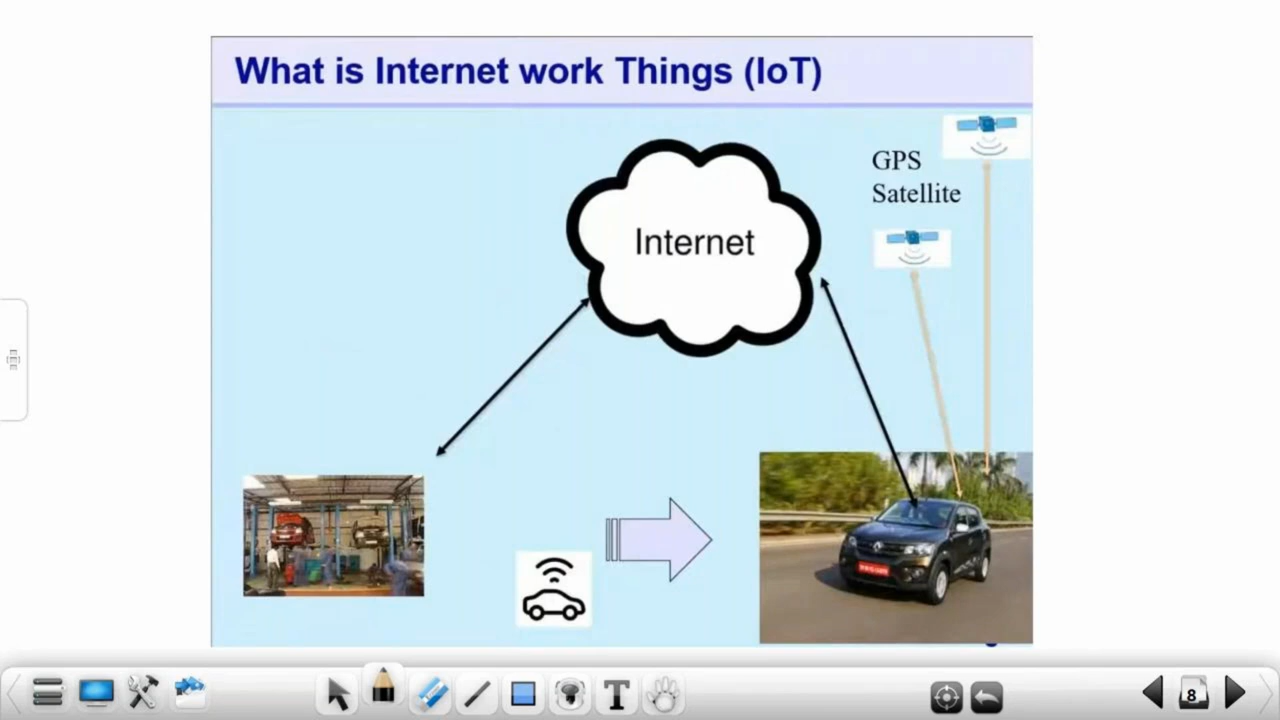 What is Internet work Things (IoT)
GPS
Satellite
Internet
8
T